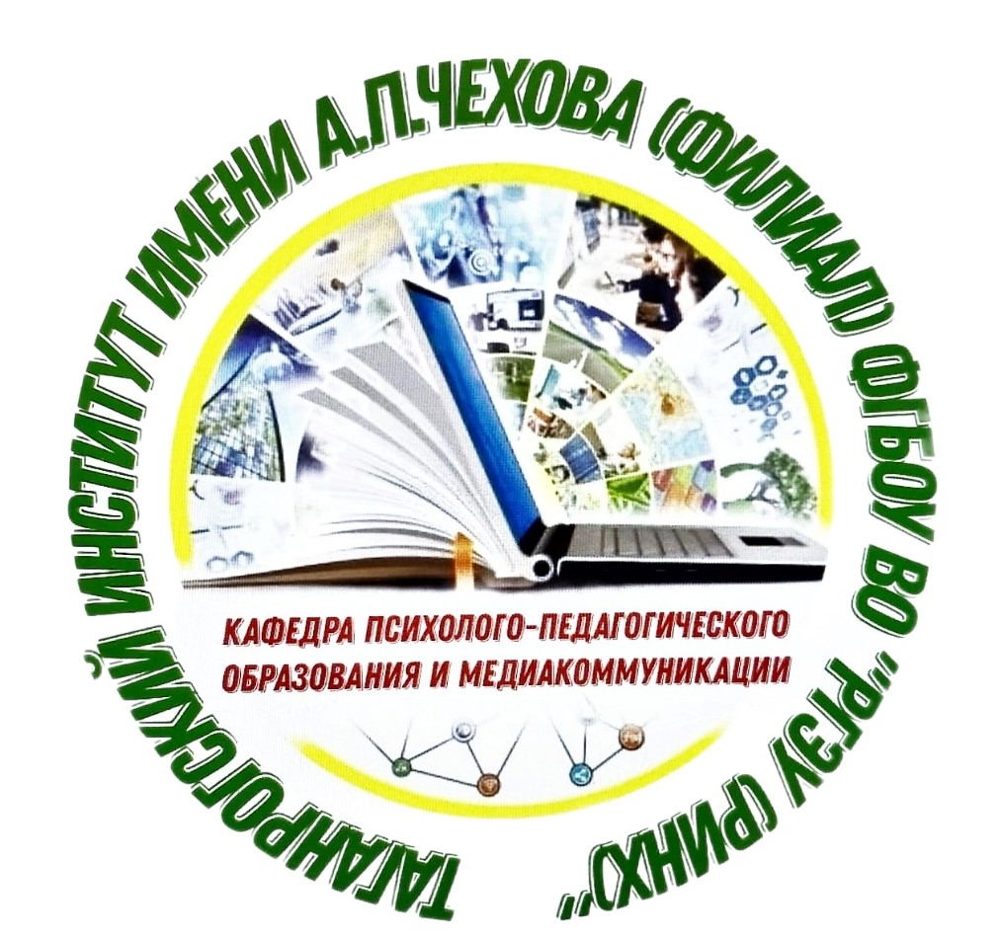 ТАГАНРОГСКИЙ ИНСТИТУТ ИМЕНИ А.П.ЧЕХОВА (ФИЛИАЛ) ФГБОУ ВО "РГЭУ (РИНХ)"
КАФЕДРА ПСИХОЛОГО-ПЕДАГОГИЧЕСКОГО
ОБРАЗОВАНИЯ И МЕДИАКОММУНИКАЦИИ